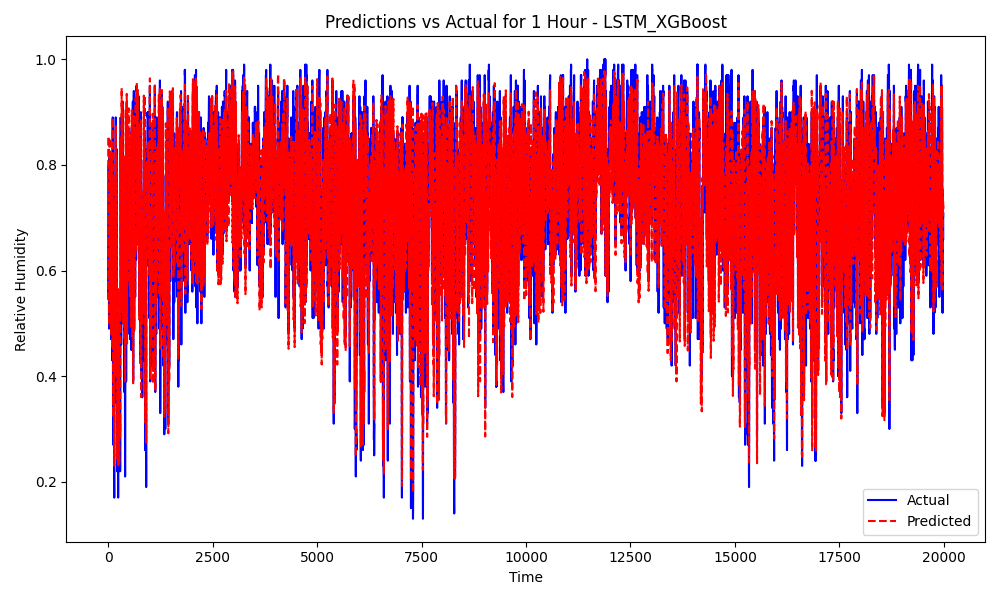 Predictions vs Actual for 1 Hour - LSTM_XGBoost
Relative Humidity
1.0
0.8
0.6
0.4
0.2
0
2500
5000
7500
10000
12500
15000
17500
20000
Time
Actual
Predicted